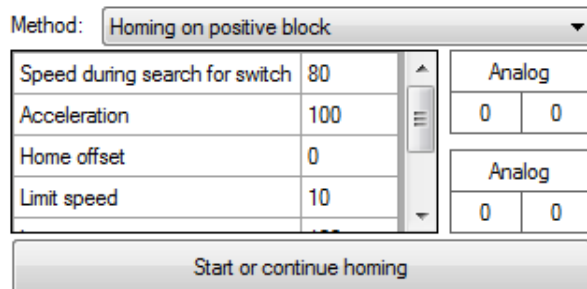 Method: Homing on positive block
Speed during search for switch 80
Acceleration 100
Home offset 0
Limit speed 10
Analog
0 0
Analog
0 0
Start or continue homing